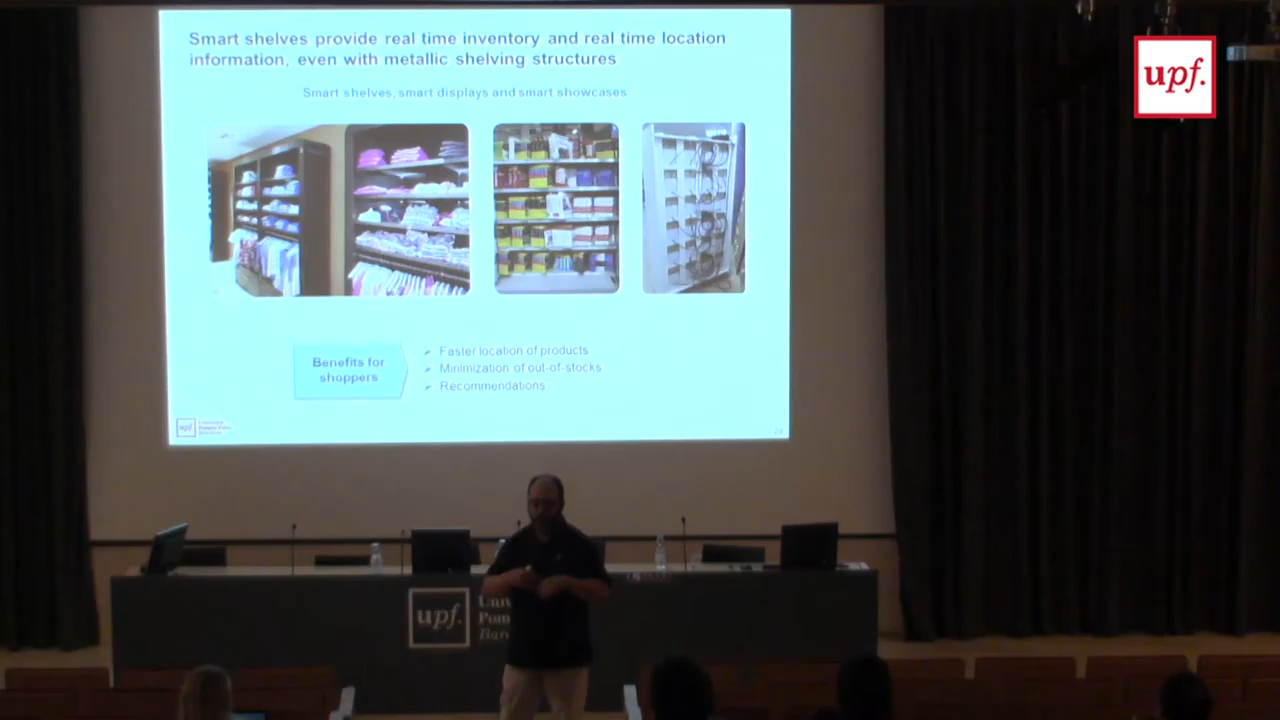 Smart shelves provide real time inventory and real time location
information, even with metallic shelving structures
Smart shelves, smart displays and smart showcases
Benefits for
shoppers
Faster location of products
Minimization of out-of-stocks
Recommendations
upf.
upf
upf.